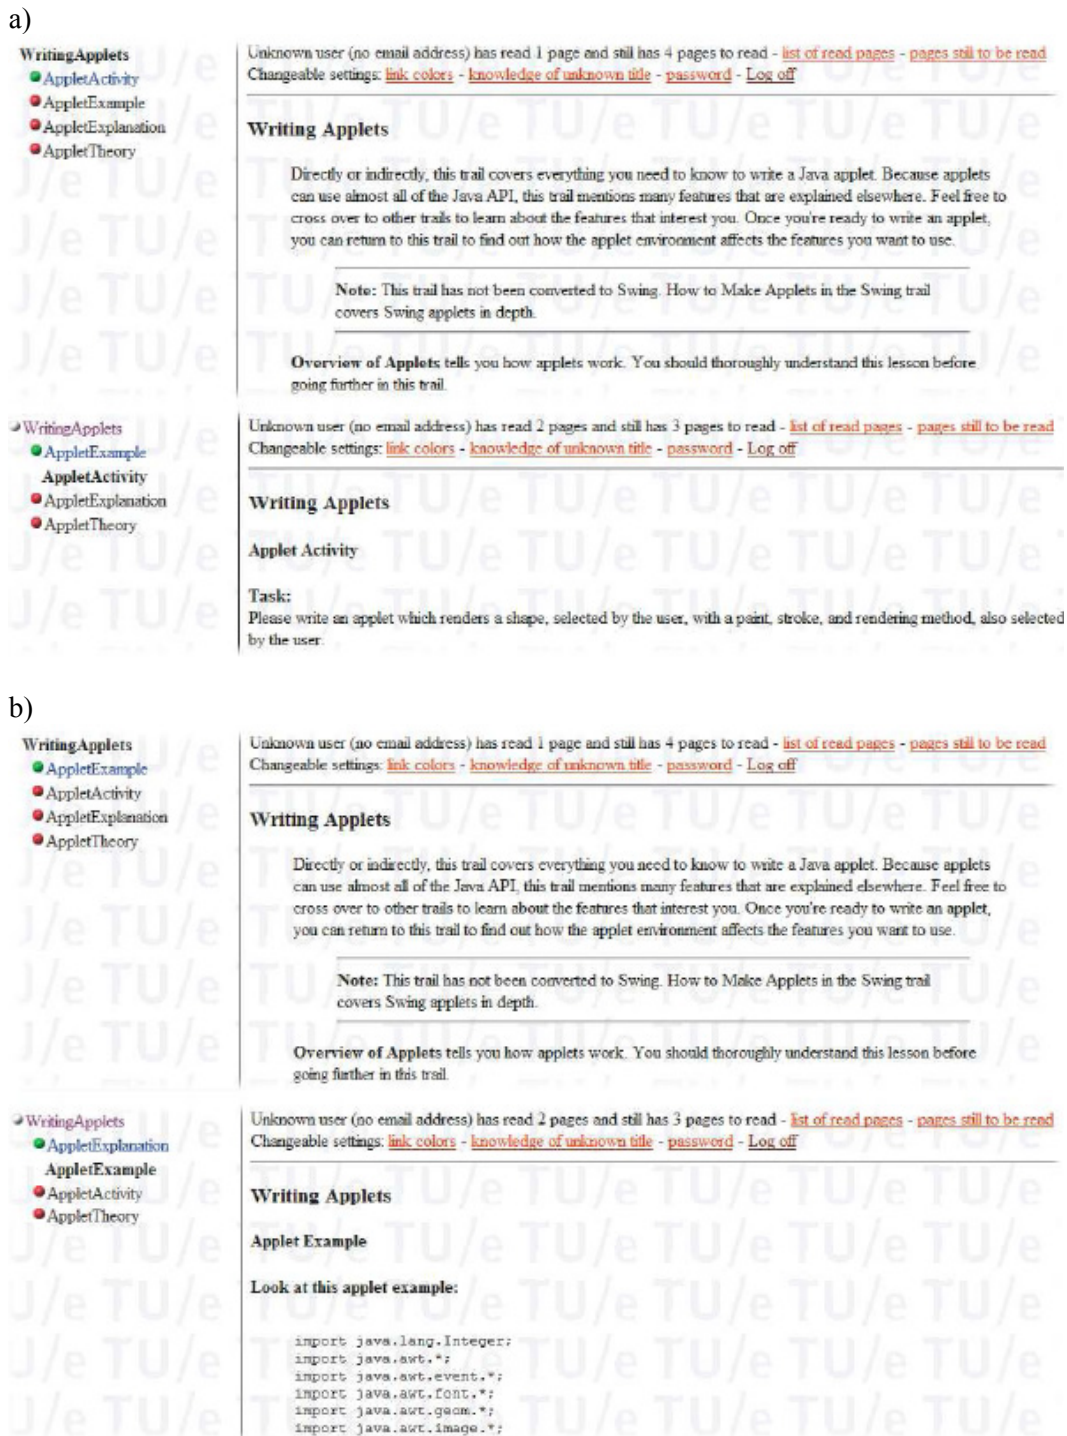 a)
WritingApplets
AppletActivity
AppletExample
AppletExplanation
AppletTheory
Unknown user (no email address) has read 1 page and still has 4 pages to read - list of read pages - pages still to be read
Changeable settings: link colors - knowledge of unknown title - password - Log off
Writing Applets
Directly or indirectly, this trail covers everything you need to know to write a Java applet. Because applets
can use almost all of the Java API, this trail mentions many features that are explained elsewhere. Feel free to
cross over to other trails to learn about the features that interest you. Once you're ready to write an applet,
you can return to this trail to find out how the applet environment affects the features you want to use.
Note: This trail has not been converted to Swing. How to Make Applets in the Swing trail
covers Swing applets in depth.
Overview of Applets tells you how applets work. You should thoroughly understand this lesson before
going further in this trail.
WritingApplets
AppletExample
AppletActivity
AppletExplanation
AppletTheory
Unknown user (no email address) has read 2 pages and still has 3 pages to read - list of read pages - pages still to be read
Changeable settings: link colors - knowledge of unknown title - password - Log off
Writing Applets
Applet Activity
Task:
Please write an applet which renders a shape, selected by the user, with a paint, stroke, and rendering method, also selected
by the user.
b)
WritingApplets
AppletExample
AppletActivity
AppletExplanation
AppletTheory
Unknown user (no email address) has read 1 page and still has 4 pages to read - list of read pages - pages still to be read
Changeable settings: link colors - knowledge of unknown title - password - Log off
Writing Applets
Directly or indirectly, this trail covers everything you need to know to write a Java applet. Because applets
can use almost all of the Java API, this trail mentions many features that are explained elsewhere. Feel free to
cross over to other trails to learn about the features that interest you. Once you're ready to write an applet,
you can return to this trail to find out how the applet environment affects the features you want to use.
Note: This trail has not been converted to Swing. How to Make Applets in the Swing trail
covers Swing applets in depth.
Overview of Applets tells you how applets work. You should thoroughly understand this lesson before
going further in this trail.
WritingApplets
AppletExplanation
AppletExample
AppletActivity
AppletTheory
Unknown user (no email address) has read 2 pages and still has 3 pages to read - list of read pages - pages still to be read
Changeable settings: link colors - knowledge of unknown title - password - Log off
Writing Applets
Applet Example
Look at this applet example:
import java.lang.Integer;
import java.awt.*;
import java.awt.event.*;
import java.awt.font.*;
import java.awt.geom.*;
import java.awt.image.*;